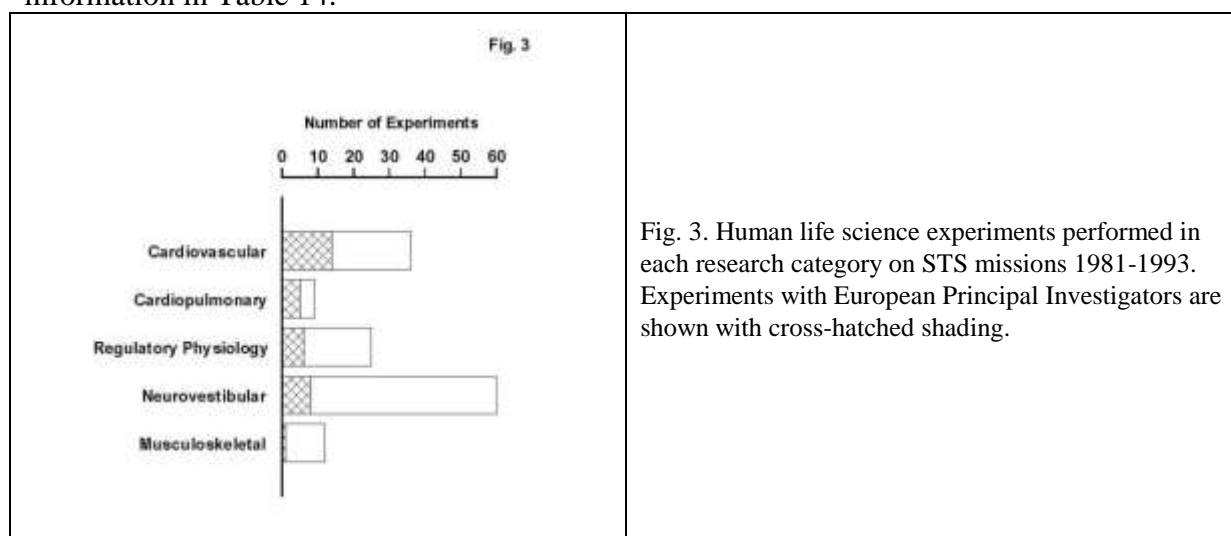 information in Table 14.
Fig. 3
Number of Experiments
0 10 20 30 40 50 60
Cardiovascular
Cardiopulmonary
Regulatory Physiology
Neurovestibular
Musculoskeletal
Fig. 3. Human life science experiments performed in
each research category on STS missions 1981-1993.
Experiments with European Principal Investigators are
shown with cross-hatched shading.